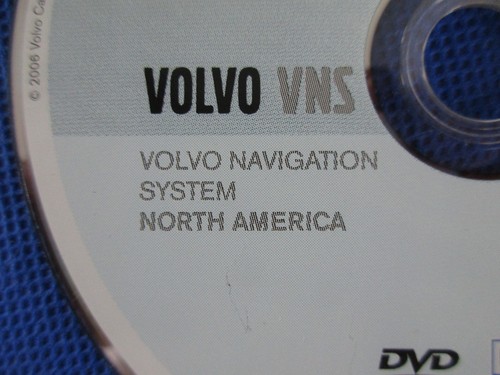 © 2006 Volvo Ca
VOLVO VNS
VOLVO NAVIGATION
SYSTEM
NORTH AMERICA
DVD